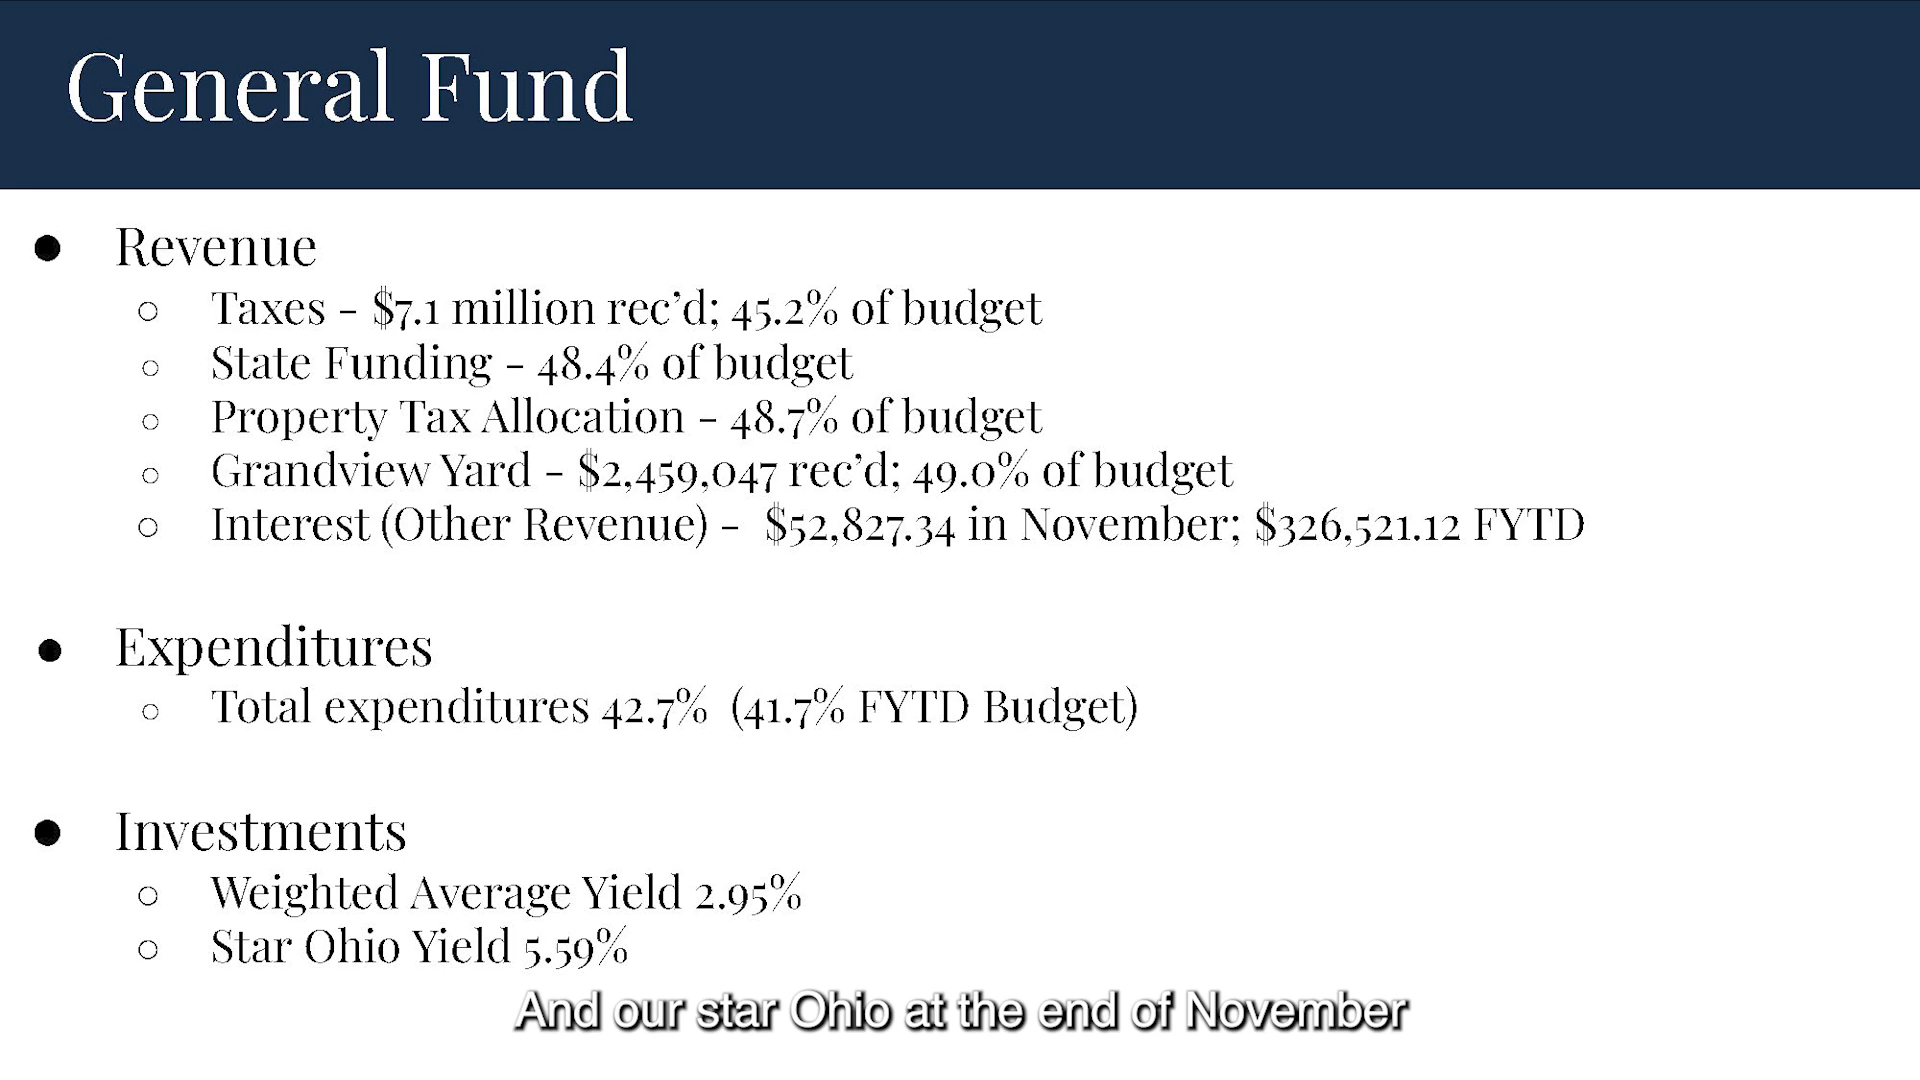 General Fund
● Revenue
○ Taxes - $7.1 million rec’d; 45.2% of budget
○ State Funding - 48.4% of budget
○ Property Tax Allocation - 48.7% of budget
○ Grandview Yard - $2,459,047 rec’d; 49.0% of budget
○ Interest (Other Revenue) - $52,827.34 in November; $326,521.12 FYTD
● Expenditures
○ Total expenditures 42.7% (41.7% FYTD Budget)
● Investments
○ Weighted Average Yield 2.95%
○ Star Ohio Yield 5.59%
And our star Ohio at the end of November